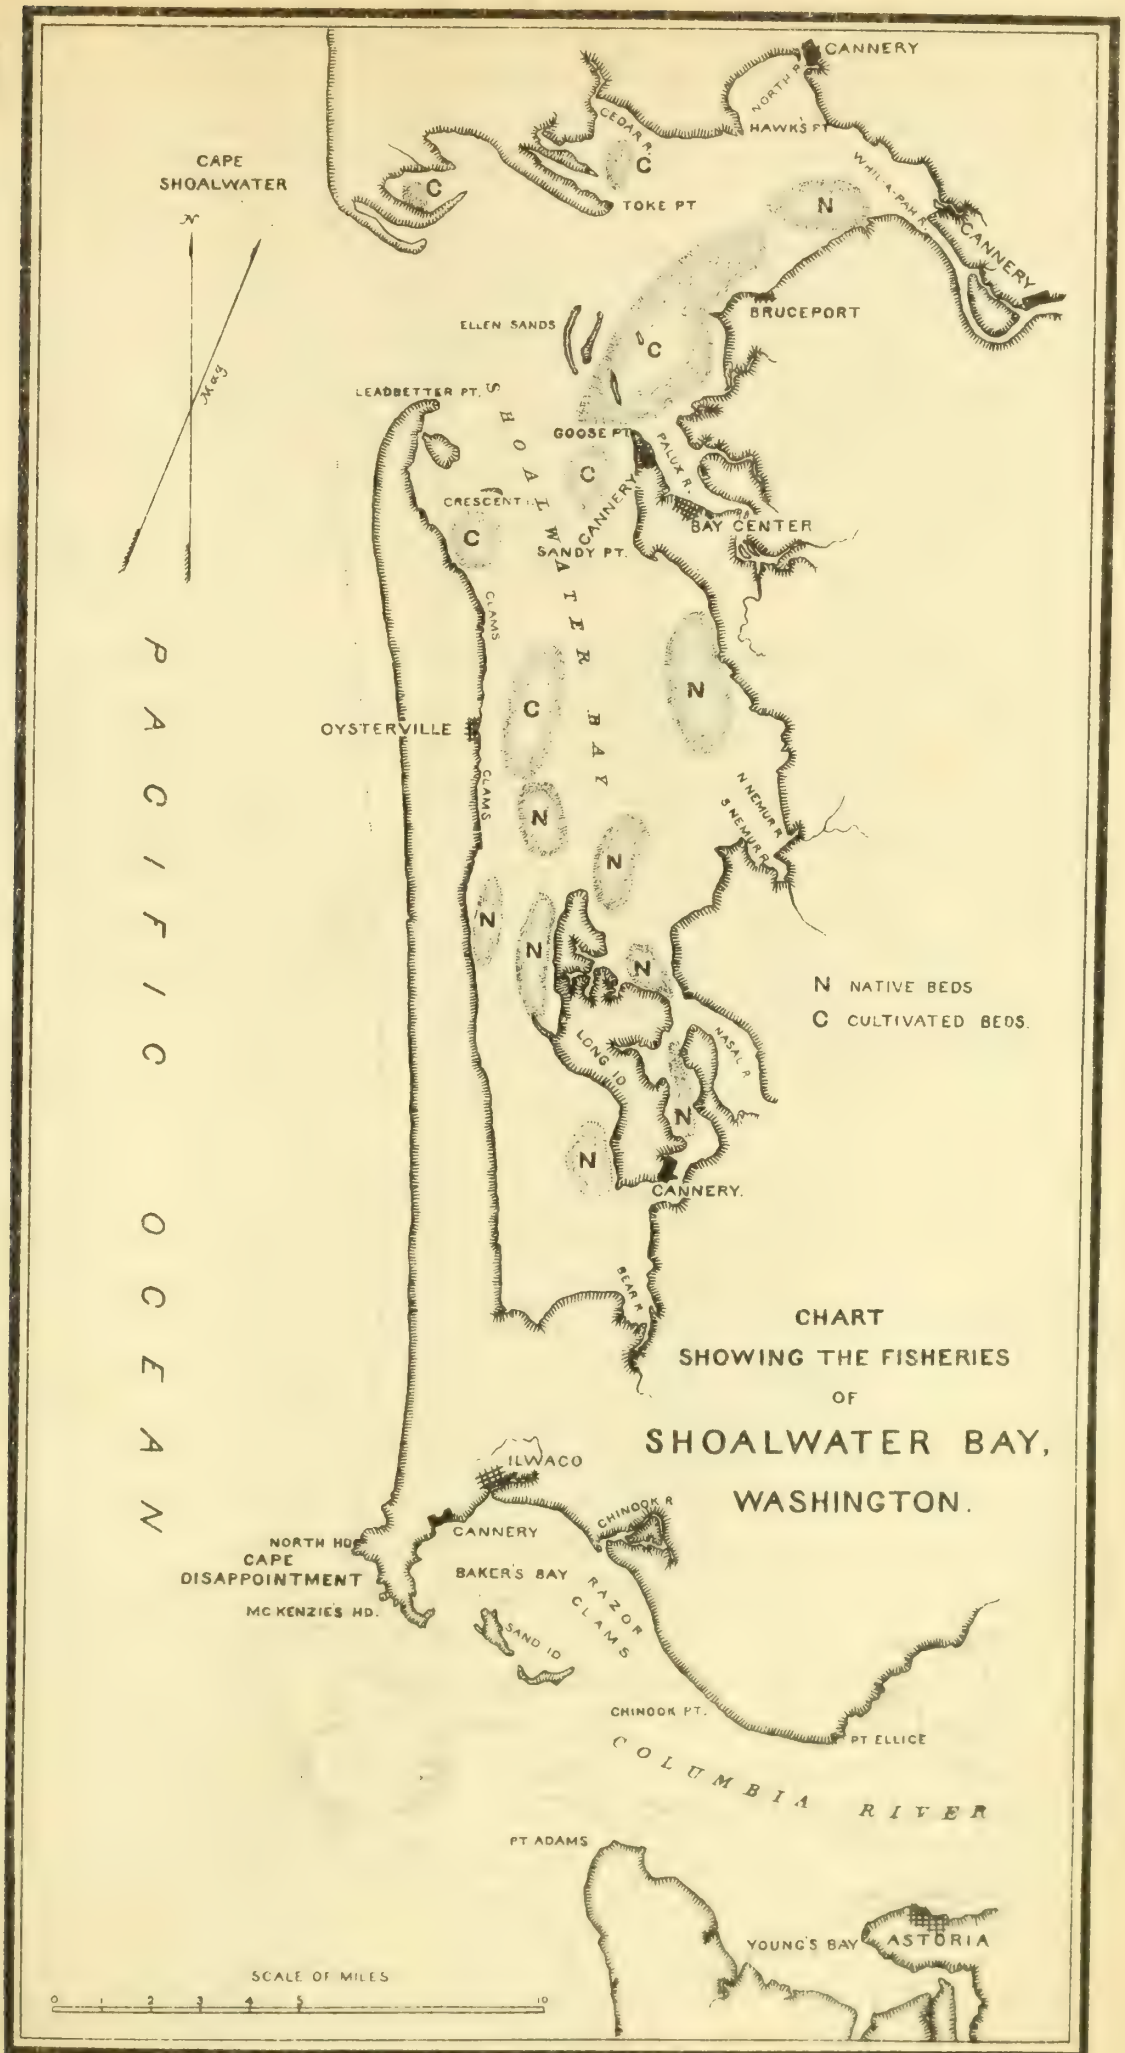 CANNERY
NORTH R.
HAWK'S PT
CEDAR R.
C
WHIL-A-PAH R.
CAPE
SHOALWATER
C
TOKE PT
N
CANNERY
N
Mag
BRUCEPORT
ELLEN SANDS
C
LEADBETTER PT.
SHOALWATER BAY
GOOSE PT.
PALUX R.
C
CANNERY
CRESCENT
BAY CENTER
C
SANDY PT.
CLAMS
PACIFIC OCEAN
N
C
OYSTERVILLE
CLAMS
N NEMUR R
S NEMUR R.
N
N
N
N
N
N NATIVE BEDS
C CULTIVATED BEDS.
LONG ID
NASAL R.
N
N
CANNERY.
BEAR R.
CHART
SHOWING THE FISHERIES
OF
SHOALWATER BAY,
WASHINGTON.
ILWACO
CHINOOK R
CANNERY
NORTH HD
CAPE
DISAPPOINTMENT
BAKER'S BAY
RAZOR
CLAMS
MC KENZIE'S HD.
SAND ID
CHINOOK PT.
PT ELLICE
COLUMBIA RIVER
PT ADAMS
YOUNG'S BAY
ASTORIA
SCALE OF MILES
0 1 2 3 4 5 10